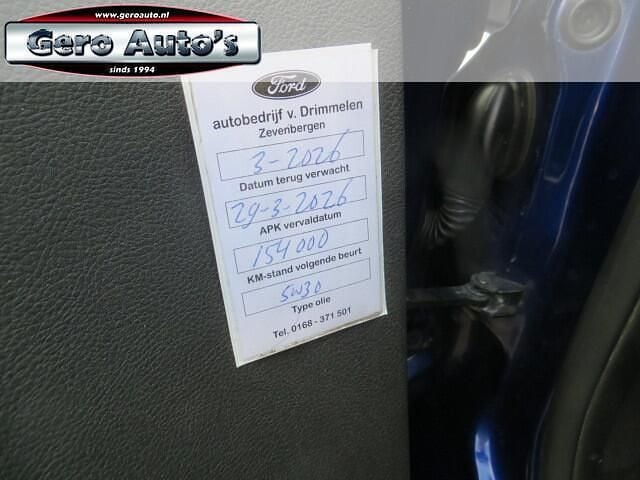 www.geroauto.nl
Gero Auto's
sinds 1994
Ford
autobedrijf v. Drimmelen
Zevenbergen
3-2026
Datum terug verwacht
29-3-2026
APK vervaldatum
154000
KM-stand volgende beurt
5W30
Type olie
Tel. 0168 - 371 501